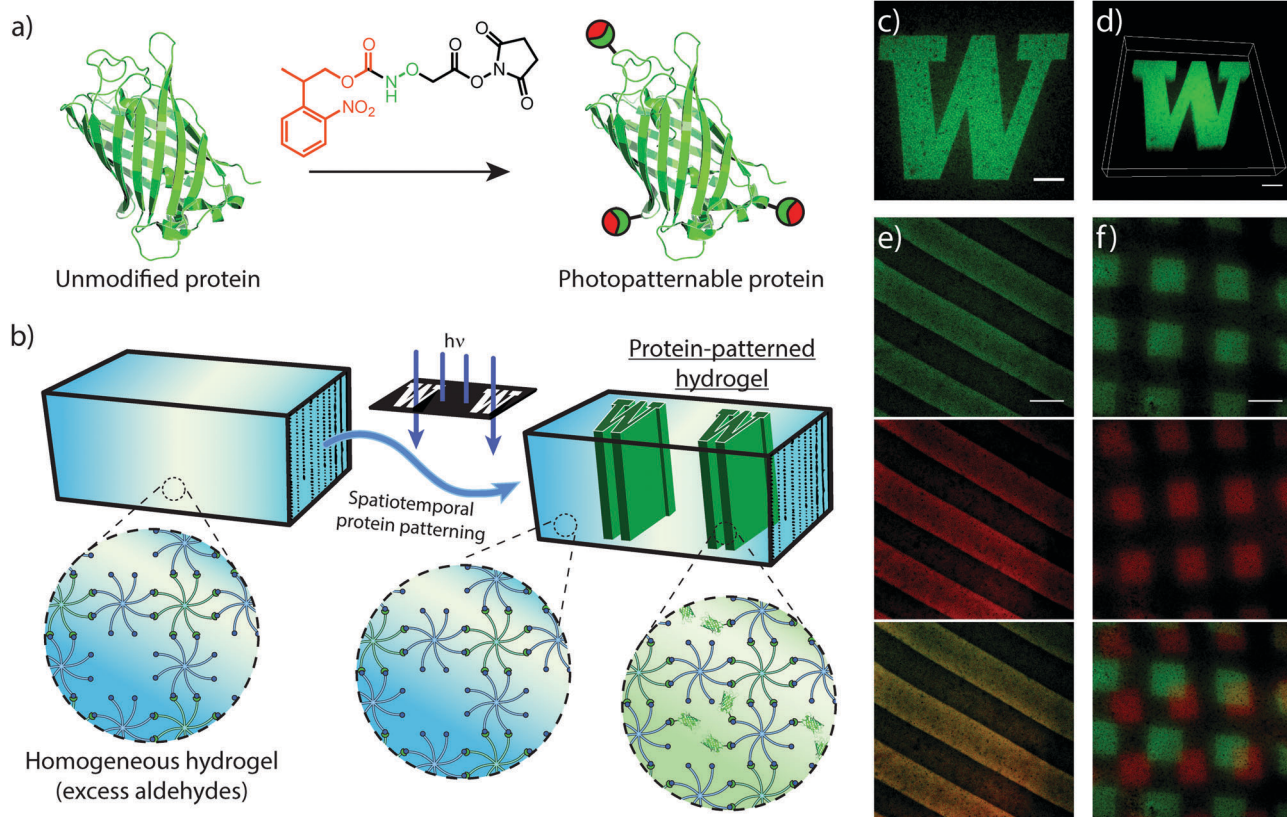 a)
O
O
N
H
O
O
O
N
O
O
NO₂
Unmodified protein
Photopatternable protein
b)
hν
W W
Spatiotemporal
protein patterning
Protein-patterned
hydrogel
W W
Homogeneous hydrogel
(excess aldehydes)
c)
W
d)
W
e)
f)